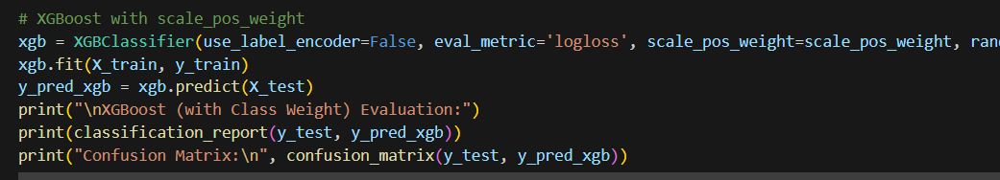 # XGBoost with scale_pos_weight
xgb = XGBClassifier(use_label_encoder=False, eval_metric='logloss', scale_pos_weight=scale_pos_weight, ran
xgb.fit(X_train, y_train)
y_pred_xgb = xgb.predict(X_test)
print("\nXGBoost (with Class Weight) Evaluation:")
print(classification_report(y_test, y_pred_xgb))
print("Confusion Matrix:\n", confusion_matrix(y_test, y_pred_xgb))